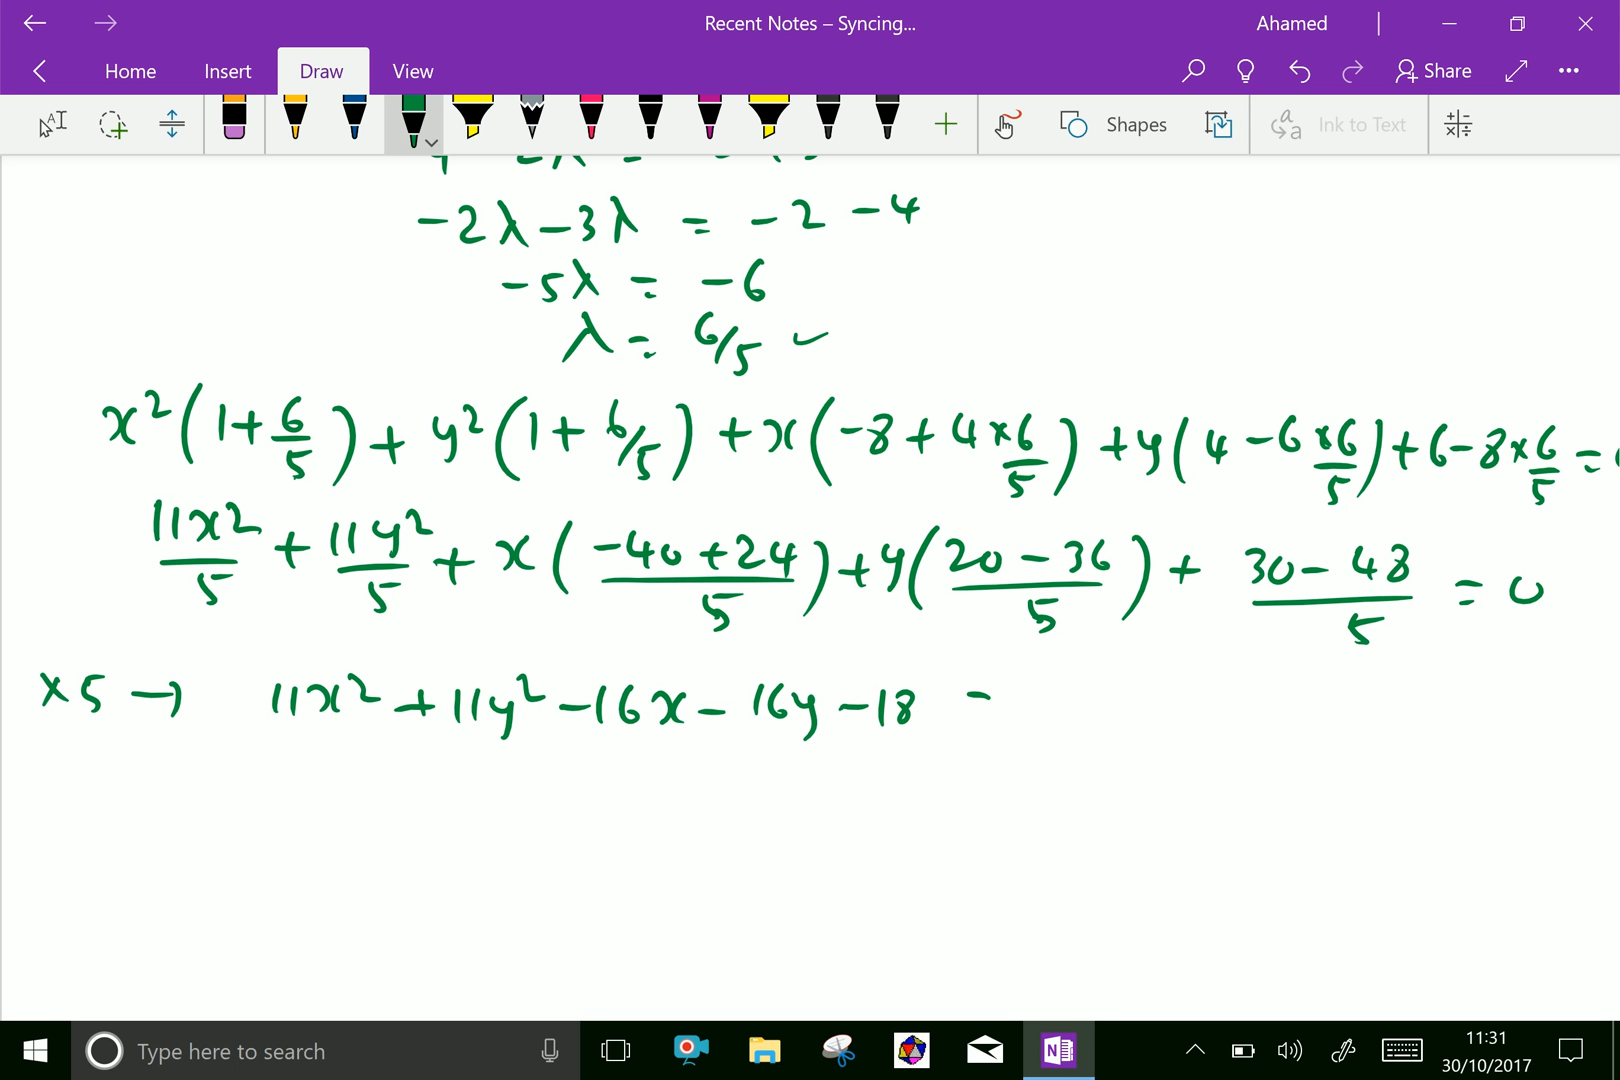 Recent Notes – Syncing...
Ahamed
Home Insert Draw View
Share
Shapes
Ink to Text
-2λ-3λ = -2 -4
-5λ = -6
λ = 6/5
x²(1+6/5)+y²(1+6/5)+x(-8+4×6/5)+y(4-6×6/5)+6-8×6/5=
11x²/5+11y²/5+x(-40+24/5)+y(20-36/5)+30-48/5=0
×5 → 11x²+11y²-16x-16y-18
Type here to search
11:31
30/10/2017